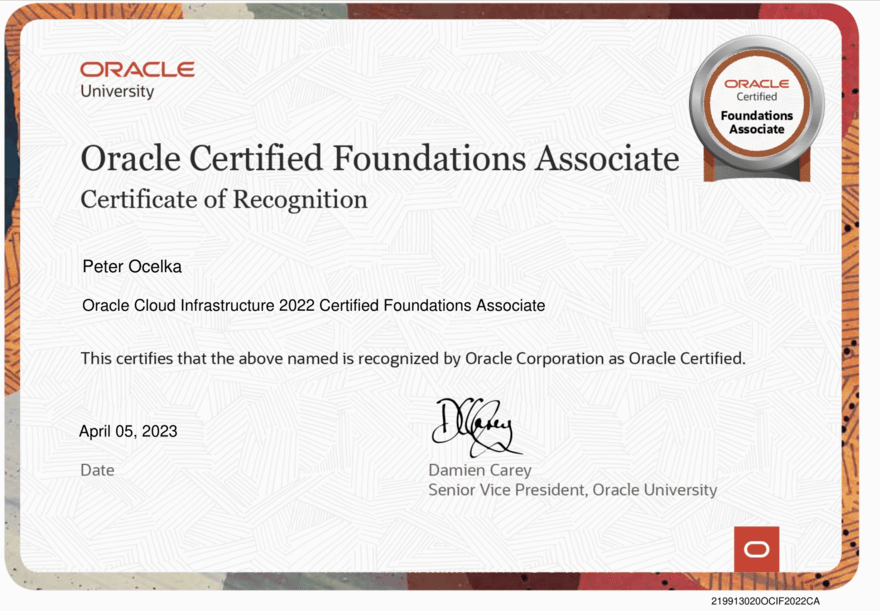 ORACLE
University
ORACLE
Certified
Foundations
Associate
Oracle Certified Foundations Associate
Certificate of Recognition
Peter Ocelka
Oracle Cloud Infrastructure 2022 Certified Foundations Associate
This certifies that the above named is recognized by Oracle Corporation as Oracle Certified.
April 05, 2023
Date
DCarey
Damien Carey
Senior Vice President, Oracle University
219913020OCIF2022CA